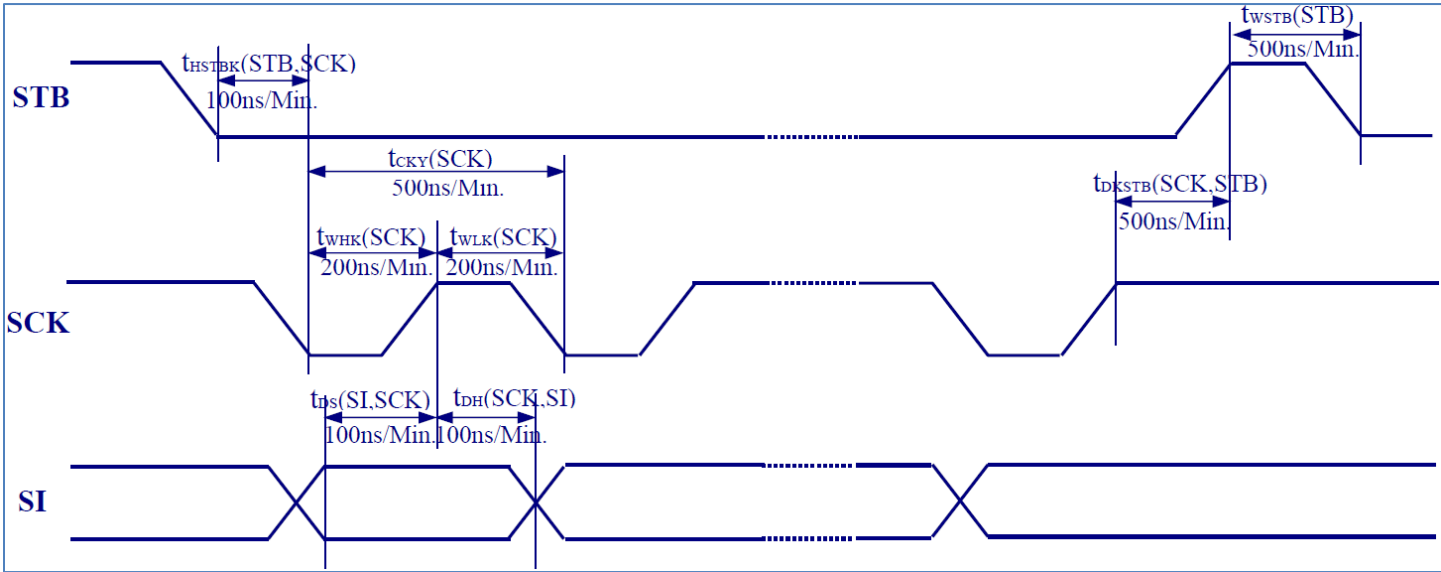 tWSTB(STB)
500ns/Min.
tHSTBK(STB,SCK)
100ns/Min.
STB
tCKY(SCK)
500ns/Min.
tDKSTB(SCK,STB)
500ns/Min.
tWHK(SCK)
200ns/Min.
tWLK(SCK)
200ns/Min.
SCK
tDS(SI,SCK)
100ns/Min.
tDH(SCK,SI)
100ns/Min.
SI